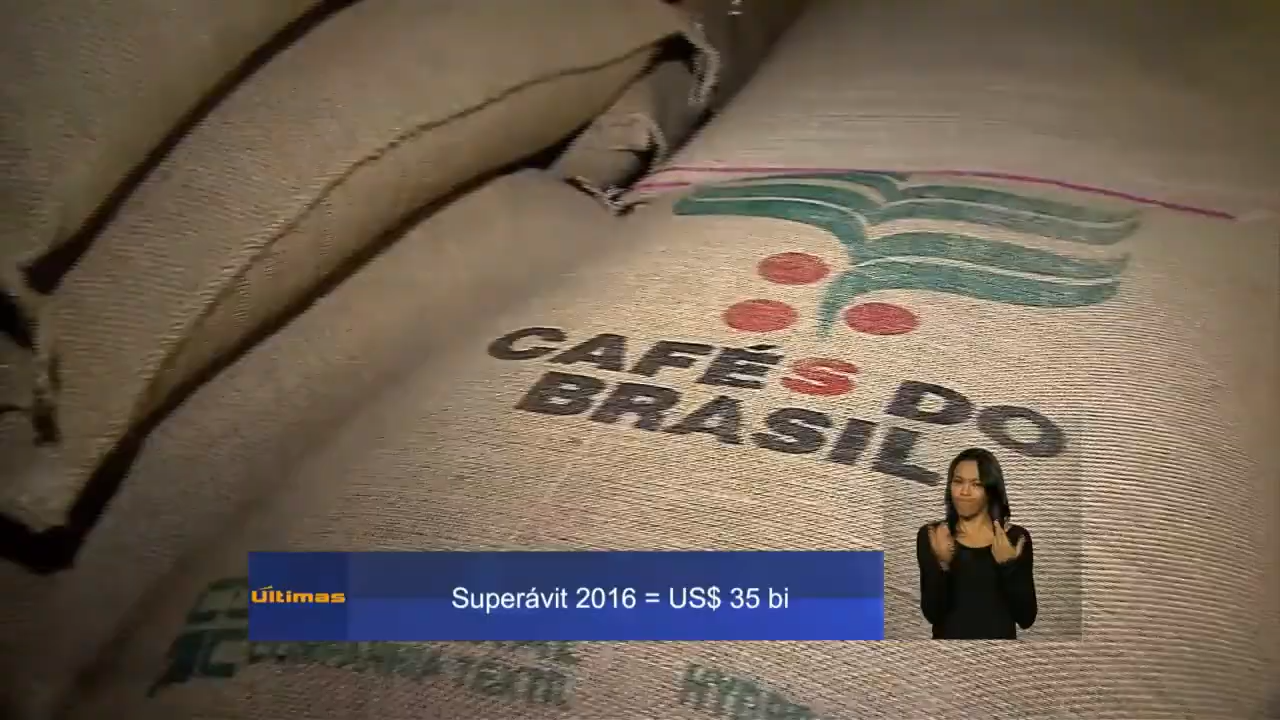 CAFÉS DO
BRASIL
Últimas
Superávit 2016 = US$ 35 bi